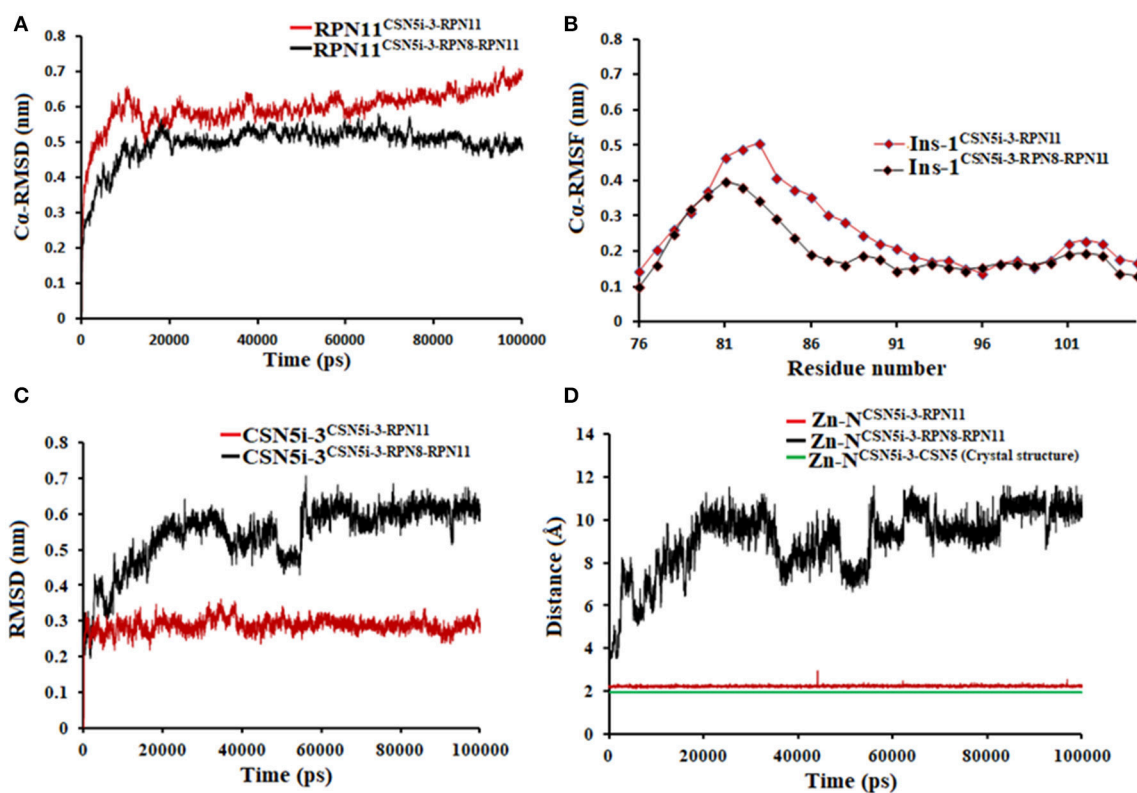 A
RPN11CSN5i-3-RPN11
RPN11CSN5i-3-RPN8-RPN11
Cα-RMSD (nm)
0.8
0.7
0.6
0.5
0.4
0.3
0.2
0.1
0
0 20000 40000 60000 80000 100000
Time (ps)
B
Ins-1CSN5i-3-RPN11
Ins-1CSN5i-3-RPN8-RPN11
Cα-RMSF (nm)
0.8
0.7
0.6
0.5
0.4
0.3
0.2
0.1
0
76 81 86 91 96 101
Residue number
C
CSN5i-3CSN5i-3-RPN11
CSN5i-3CSN5i-3-RPN8-RPN11
RMSD (nm)
0.8
0.7
0.6
0.5
0.4
0.3
0.2
0.1
0
0 20000 40000 60000 80000 100000
Time (ps)
D
Zn-NCSN5i-3-RPN11
Zn-NCSN5i-3-RPN8-RPN11
Zn-NCSN5i-3-CSN5 (Crystal structure)
Distance (Å)
14
12
10
8
6
4
2
0
0 20000 40000 60000 80000 100000
Time (ps)